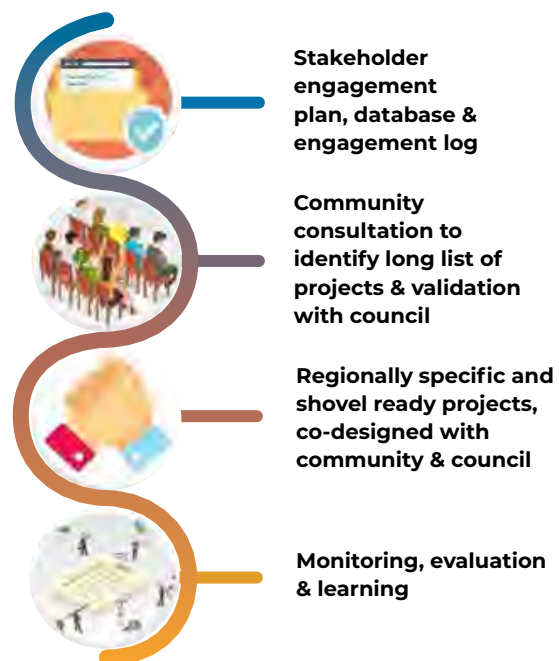 Stakeholder
engagement
plan, database &
engagement log
Community
consultation to
identify long list of
projects & validation
with council
Regionally specific and
shovel ready projects,
co-designed with
community & council
Monitoring, evaluation
& learning